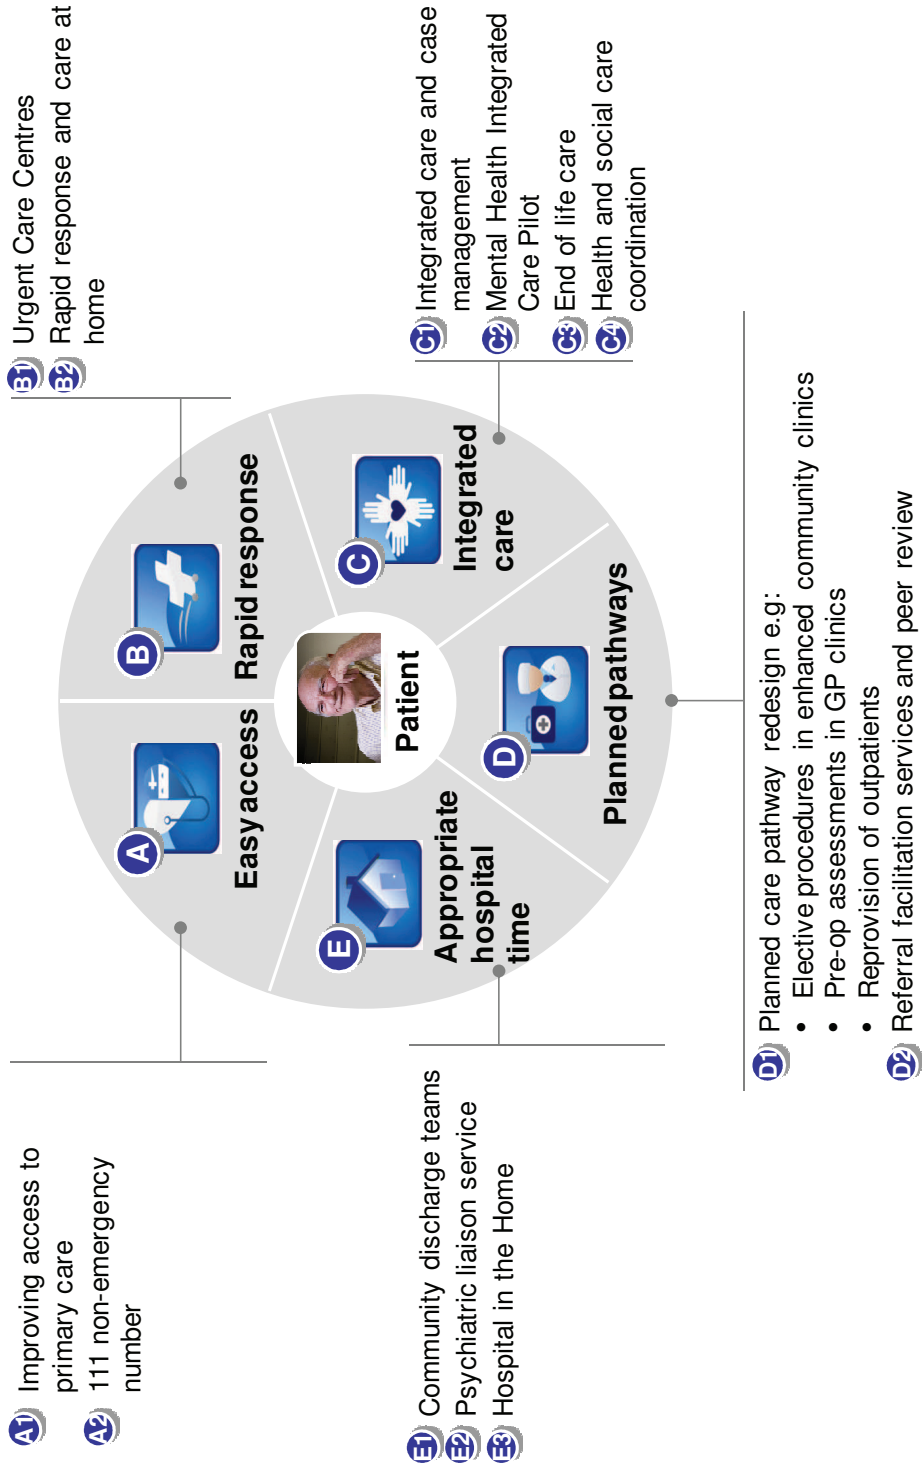 A1 Improving access to
primary care
A2 111 non-emergency
number
B1 Urgent Care Centres
B2 Rapid response and care at
home
A
Easy access
B
Rapid response
E
Appropriate
hospital
time
Patient
C
Integrated
care
D
Planned pathways
E1 Community discharge teams
E2 Psychiatric liaison service
E3 Hospital in the Home
C1 Integrated care and case
management
C2 Mental Health Integrated
Care Pilot
C3 End of life care
C4 Health and social care
coordination
D1 Planned care pathway redesign e.g:
• Elective procedures in enhanced community clinics
• Pre-op assessments in GP clinics
• Reprovision of outpatients
D2 Referral facilitation services and peer review